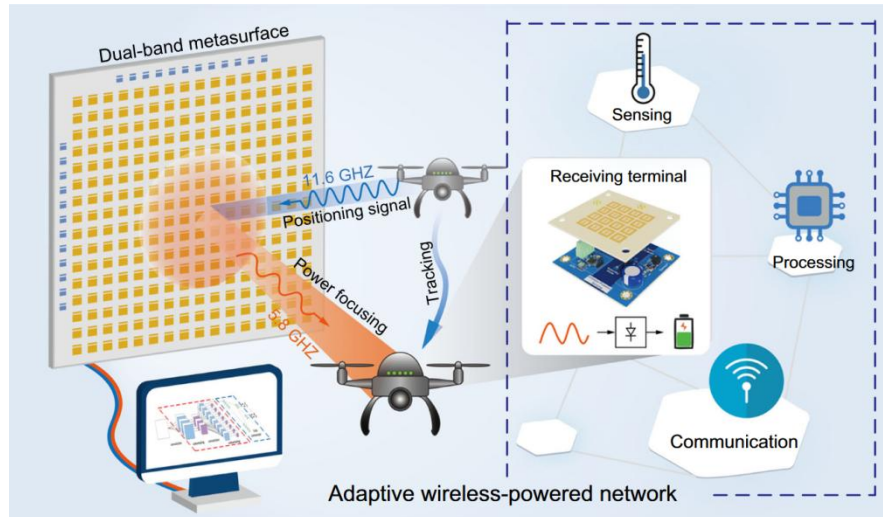 Dual-band metasurface
11.6 GHZ
Positioning signal
Power focusing
5.8 GHZ
Tracking
Sensing
Receiving terminal
Processing
Communication
Adaptive wireless-powered network